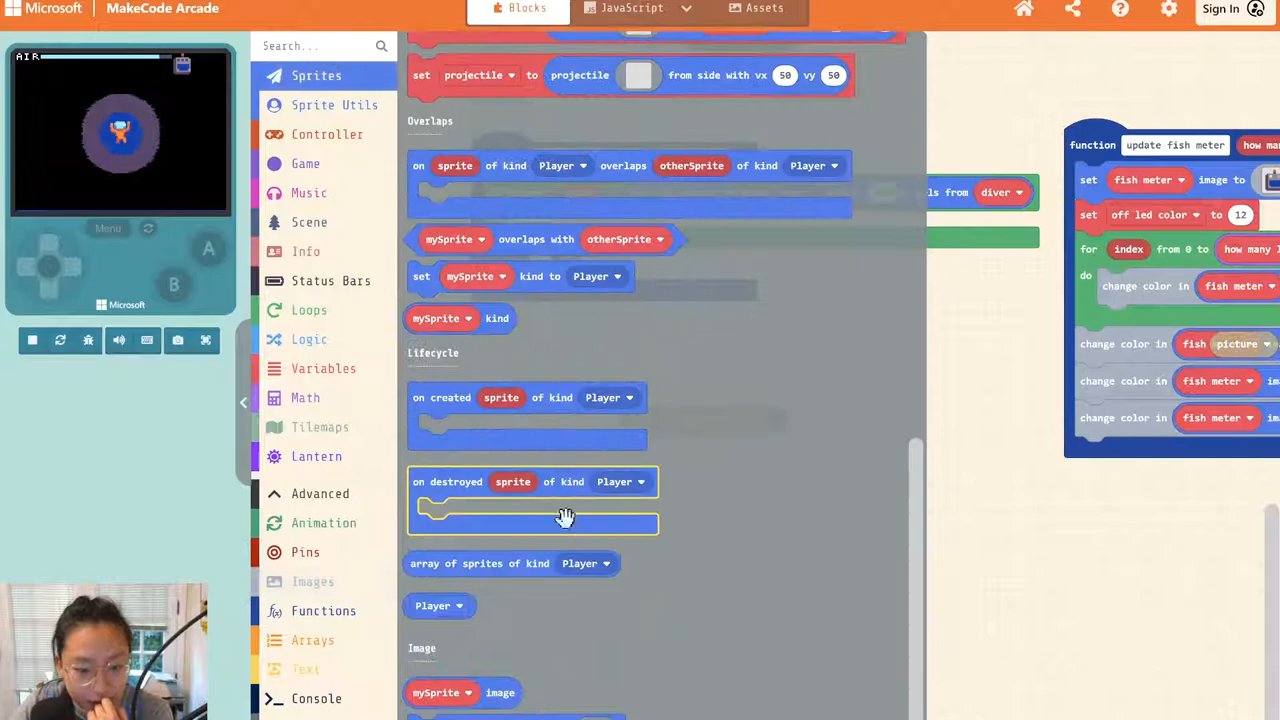 Microsoft MakeCode Arcade Blocks JavaScript Assets Sign In
AIR
Menu
A
B
Microsoft
Search...
Sprites
Sprite Utils
Controller
Game
Music
Scene
Info
Status Bars
Loops
Logic
Variables
Math
Tilemaps
Lantern
Advanced
Animation
Pins
Images
Functions
Arrays
Text
Console
set projectile to projectile from side with vx 50 vy 50
Overlaps
on sprite of kind Player overlaps otherSprite of kind Player
mySprite overlaps with otherSprite
set mySprite kind to Player
mySprite kind
Lifecycle
on created sprite of kind Player
on destroyed sprite of kind Player
array of sprites of kind Player
Player
Image
mySprite image
ls from diver
function update fish meter how man
set fish meter image to
set off led color to 12
for index from 0 to how many
do change color in fish meter
change color in fish picture
change color in fish meter im
change color in fish meter im